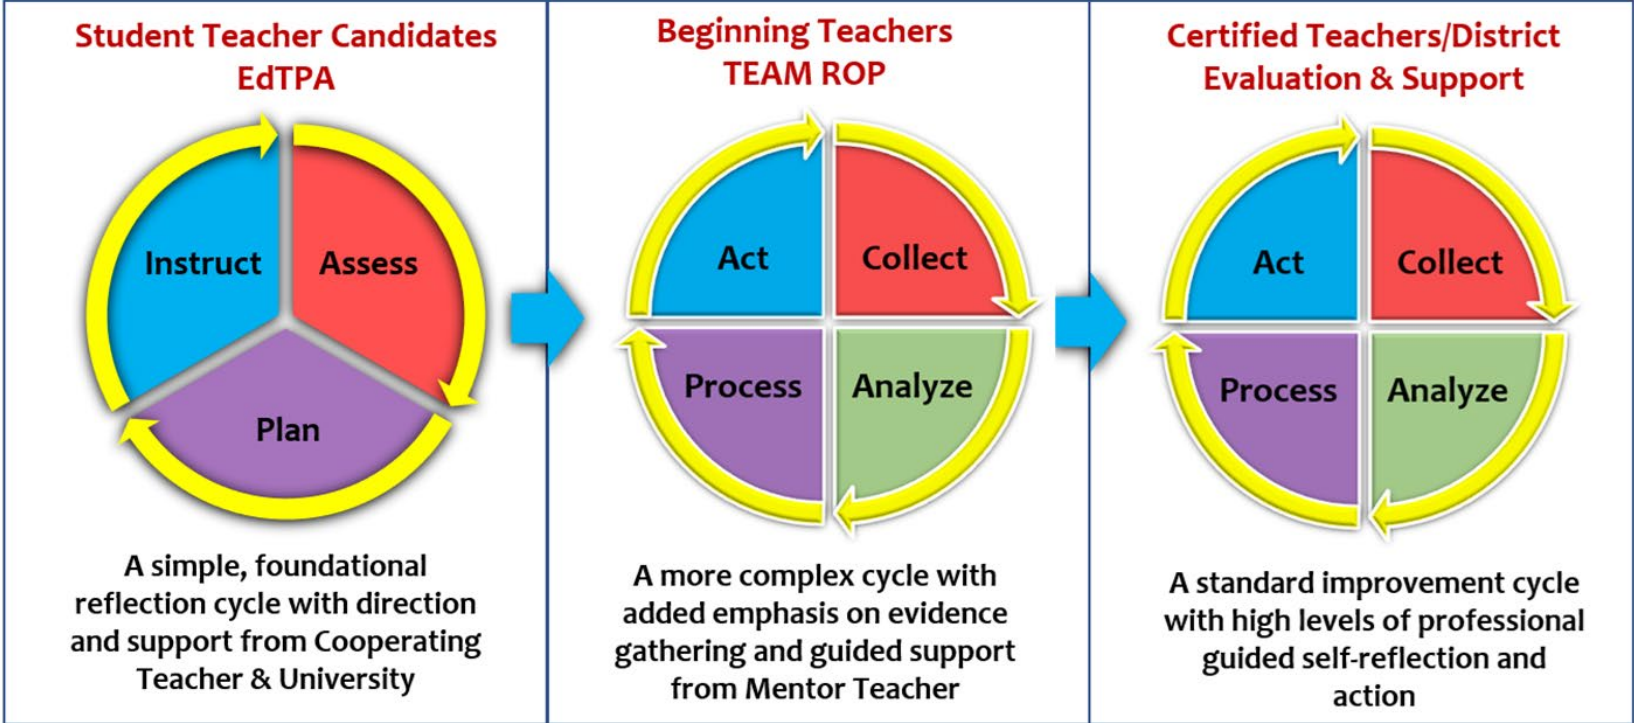 Student Teacher Candidates
EdTPA
Instruct
Assess
Plan
A simple, foundational
reflection cycle with direction
and support from Cooperating
Teacher & University
Beginning Teachers
TEAM ROP
Act
Collect
Process
Analyze
A more complex cycle with
added emphasis on evidence
gathering and guided support
from Mentor Teacher
Certified Teachers/District
Evaluation & Support
Act
Collect
Process
Analyze
A standard improvement cycle
with high levels of professional
guided self-reflection and
action